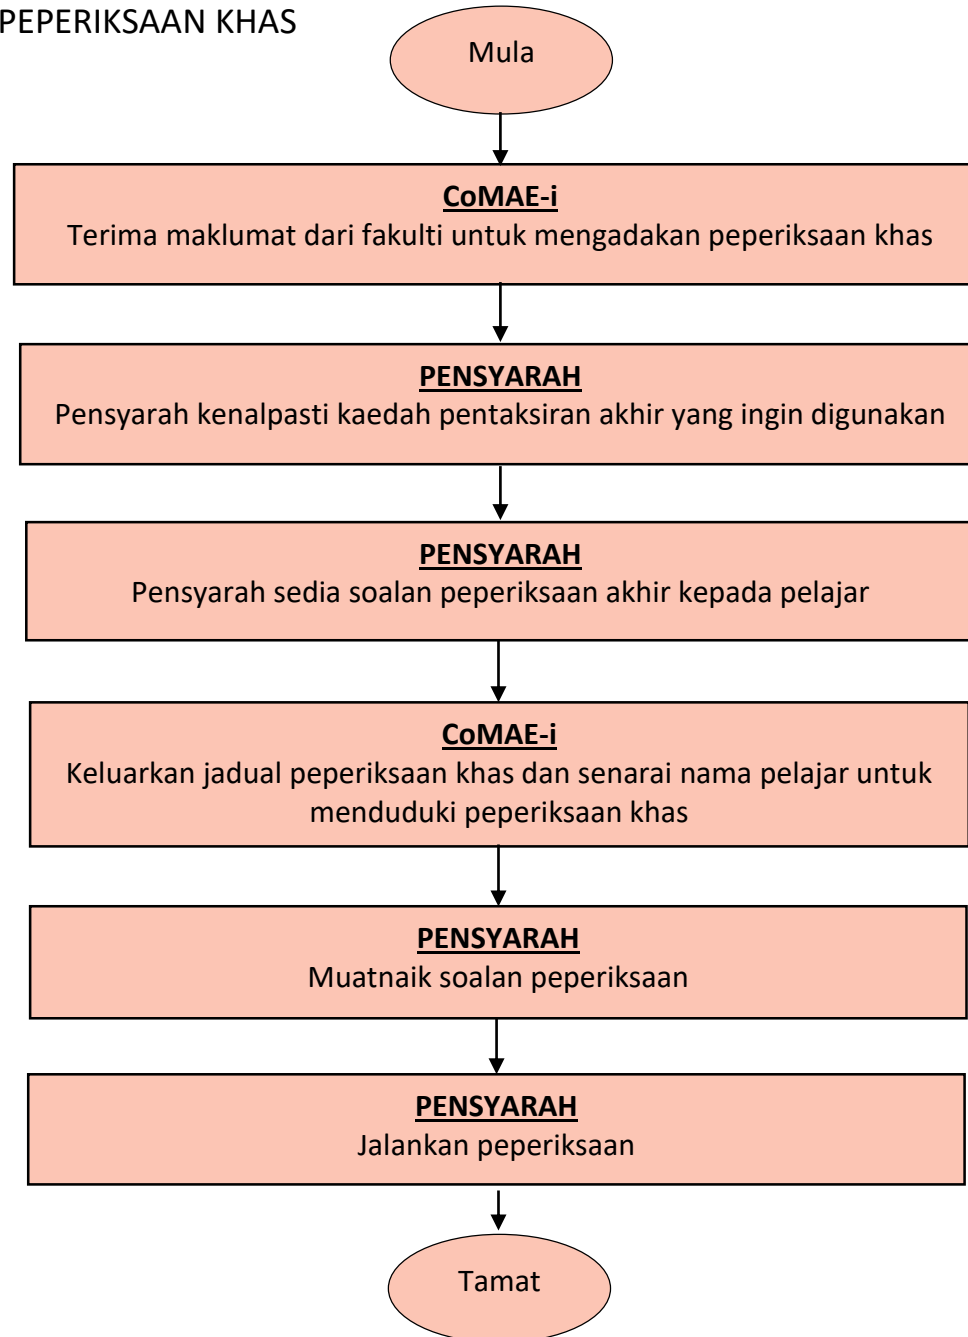 PEPERIKSAAN KHAS
Mula
CoMAE-i
Terima maklumat dari fakulti untuk mengadakan peperiksaan khas
PENSYARAH
Pensyarah kenalpasti kaedah pentaksiran akhir yang ingin digunakan
PENSYARAH
Pensyarah sedia soalan peperiksaan akhir kepada pelajar
CoMAE-i
Keluarkan jadual peperiksaan khas dan senarai nama pelajar untuk
menduduki peperiksaan khas
PENSYARAH
Muatnaik soalan peperiksaan
PENSYARAH
Jalankan peperiksaan
Tamat